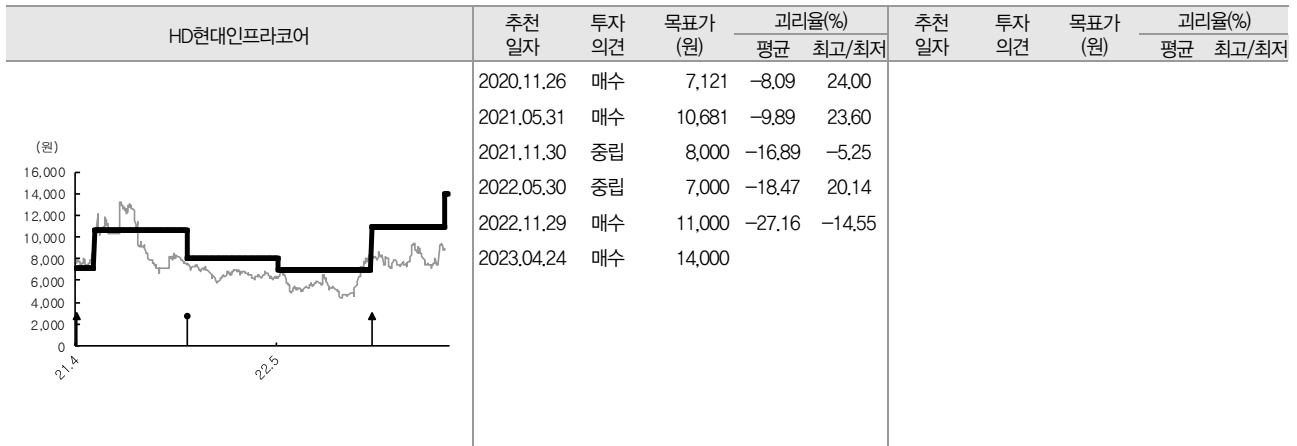 HD현대인프라코어
추천 일자 투자 의견 목표가 (원) 괴리율(%) 평균 최고/최저
추천 일자 투자 의견 목표가 (원) 괴리율(%) 평균 최고/최저
2020.11.26 매수 7,121 −8.09 24.00
2021.05.31 매수 10,681 −9.89 23.60
2021.11.30 중립 8,000 −16.89 −5.25
2022.05.30 중립 7,000 −18.47 20.14
2022.11.29 매수 11,000 −27.16 −14.55
2023.04.24 매수 14,000
(원)
16,000
14,000
12,000
10,000
8,000
6,000
4,000
2,000
0
21.4
22.5